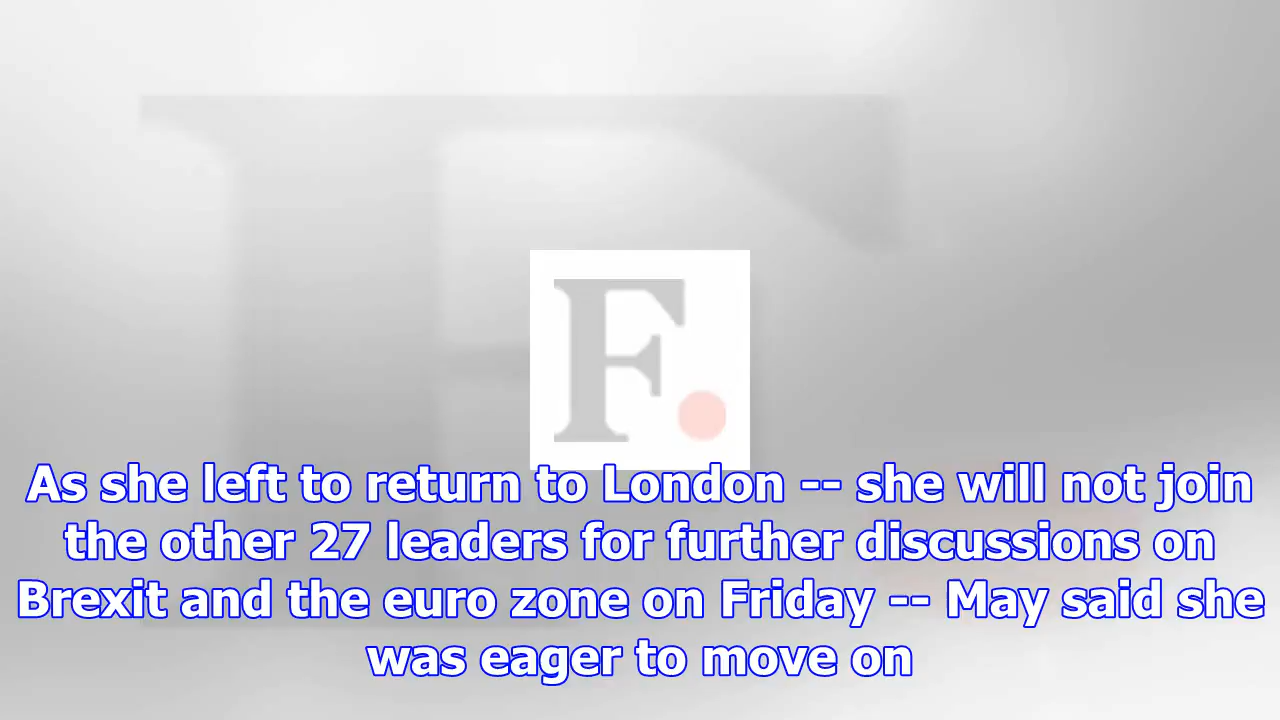 F.
As she left to return to London -- she will not join
the other 27 leaders for further discussions on
Brexit and the euro zone on Friday -- May said she
was eager to move on